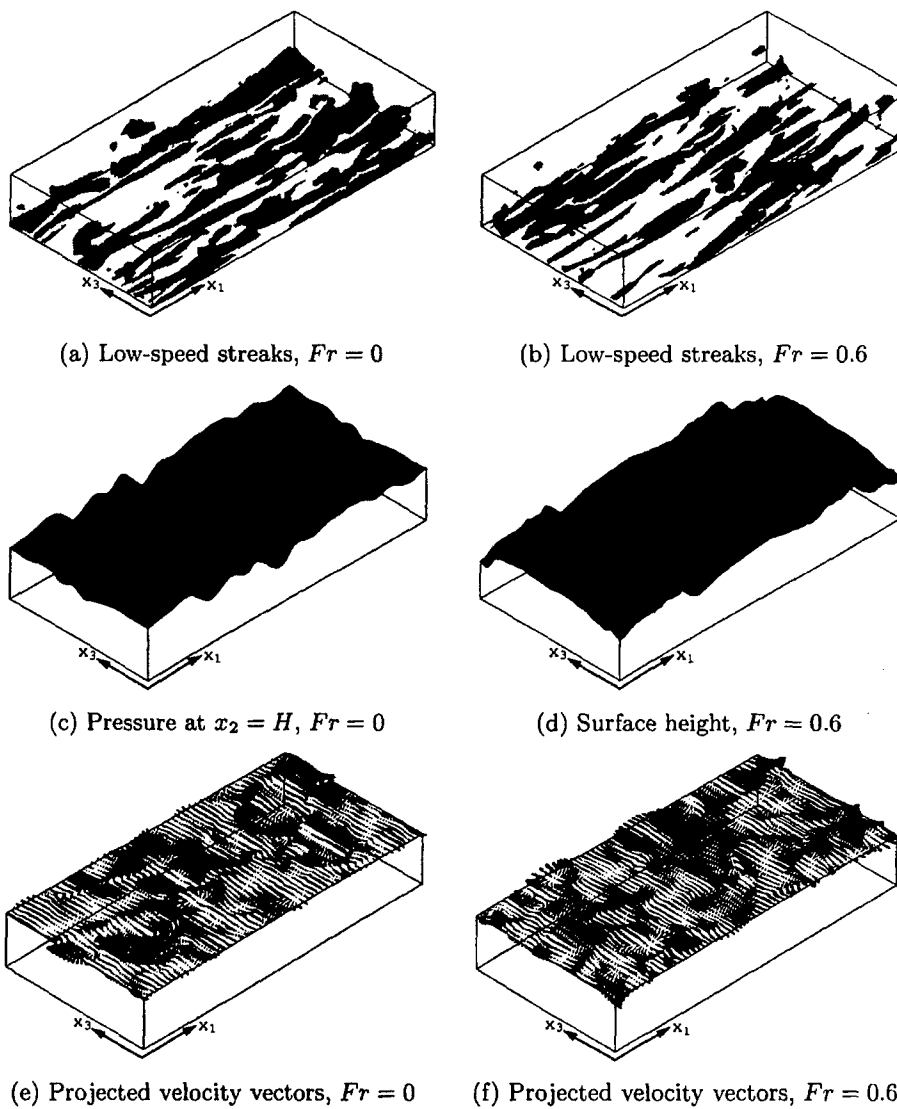 x₃ x₁
x₃ x₁
(a) Low-speed streaks, Fr = 0
(b) Low-speed streaks, Fr = 0.6
x₃ x₁
x₃ x₁
(c) Pressure at x₂ = H, Fr = 0
(d) Surface height, Fr = 0.6
x₃ x₁
x₃ x₁
(e) Projected velocity vectors, Fr = 0
(f) Projected velocity vectors, Fr = 0.6